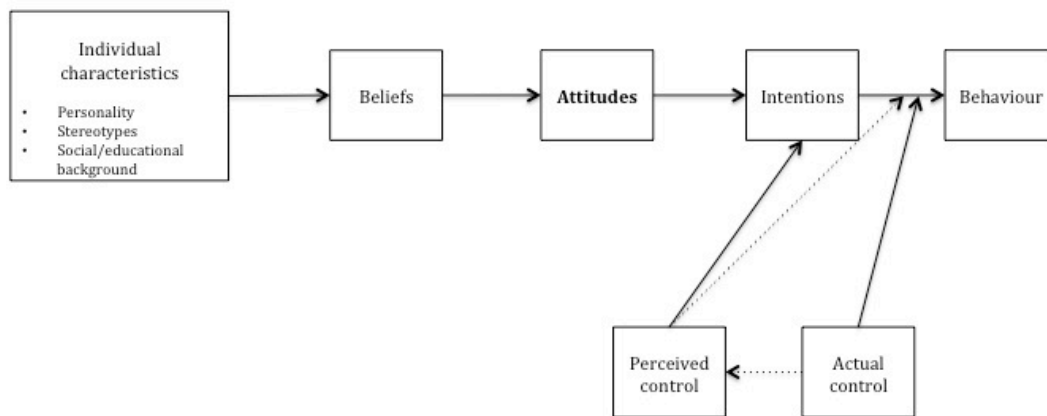 Individual
characteristics
• Personality
• Stereotypes
• Social/educational
background
Beliefs
Attitudes
Intentions
Behaviour
Perceived
control
Actual
control